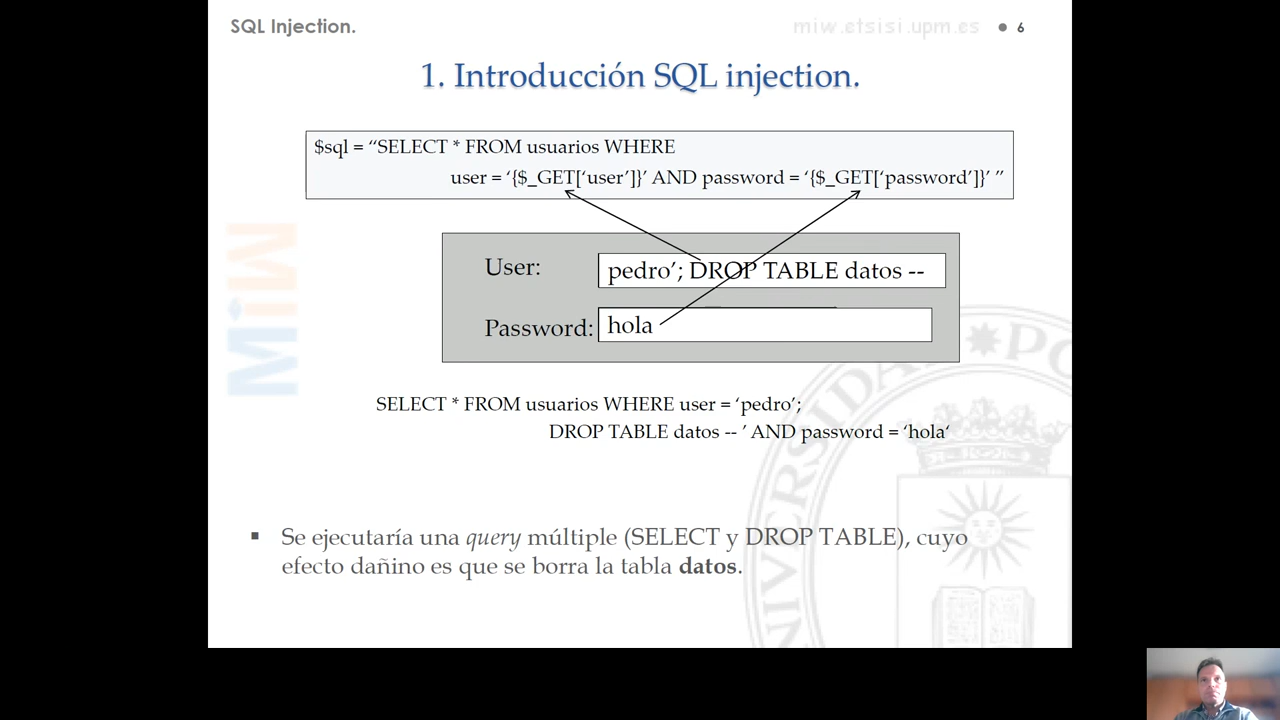 SQL Injection.
miw.etsisi.upm.es
6
1. Introducción SQL injection.
$sql = “SELECT * FROM usuarios WHERE
user = ‘{$_GET[‘user’]}’ AND password = ‘{$_GET[‘password’]}’ ”
User:
pedro’; DROP TABLE datos --
Password:
hola
SELECT * FROM usuarios WHERE user = ‘pedro’;
DROP TABLE datos -- ’ AND password = ‘hola‘
▪ Se ejecutaría una query múltiple (SELECT y DROP TABLE), cuyo
efecto dañino es que se borra la tabla datos.
MiW